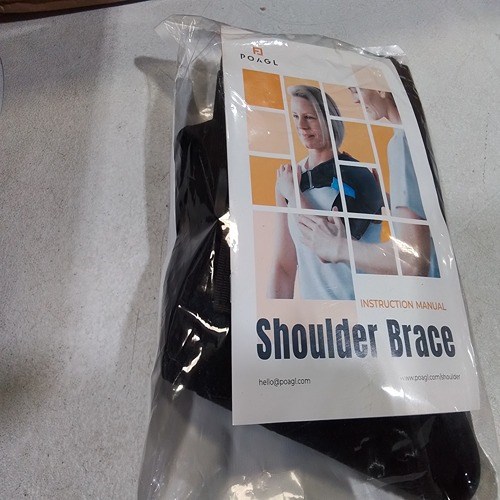 POAGL
INSTRUCTION MANUAL
Shoulder Brace
hello@poagl.com
www.poagl.com/shoulder